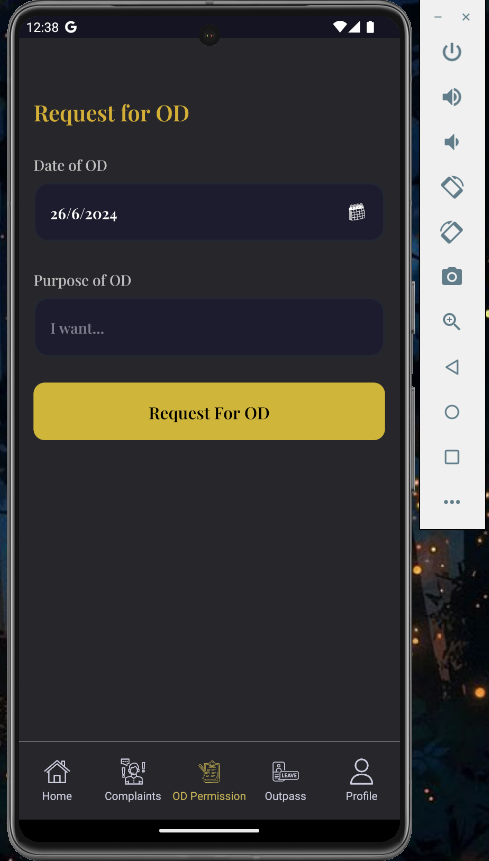 12:38 G
Request for OD
Date of OD
26/6/2024
Purpose of OD
I want...
Request For OD
LEAVE
Home Complaints OD Permission Outpass Profile